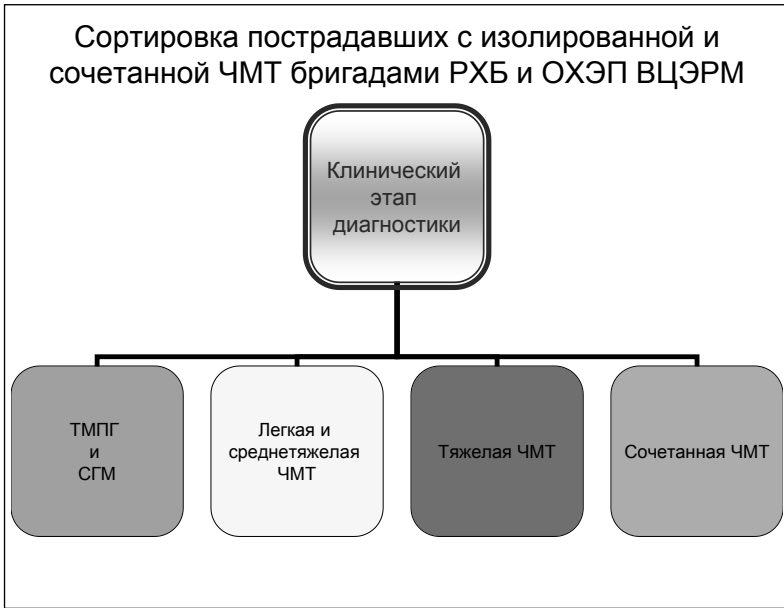 Сортировка пострадавших с изолированной и
сочетанной ЧМТ бригадами РХБ и ОХЭП ВЦЭРМ
Клинический
этап
диагностики
ТМПГ
и
СГМ
Легкая и
среднетяжелая
ЧМТ
Тяжелая ЧМТ
Сочетанная ЧМТ